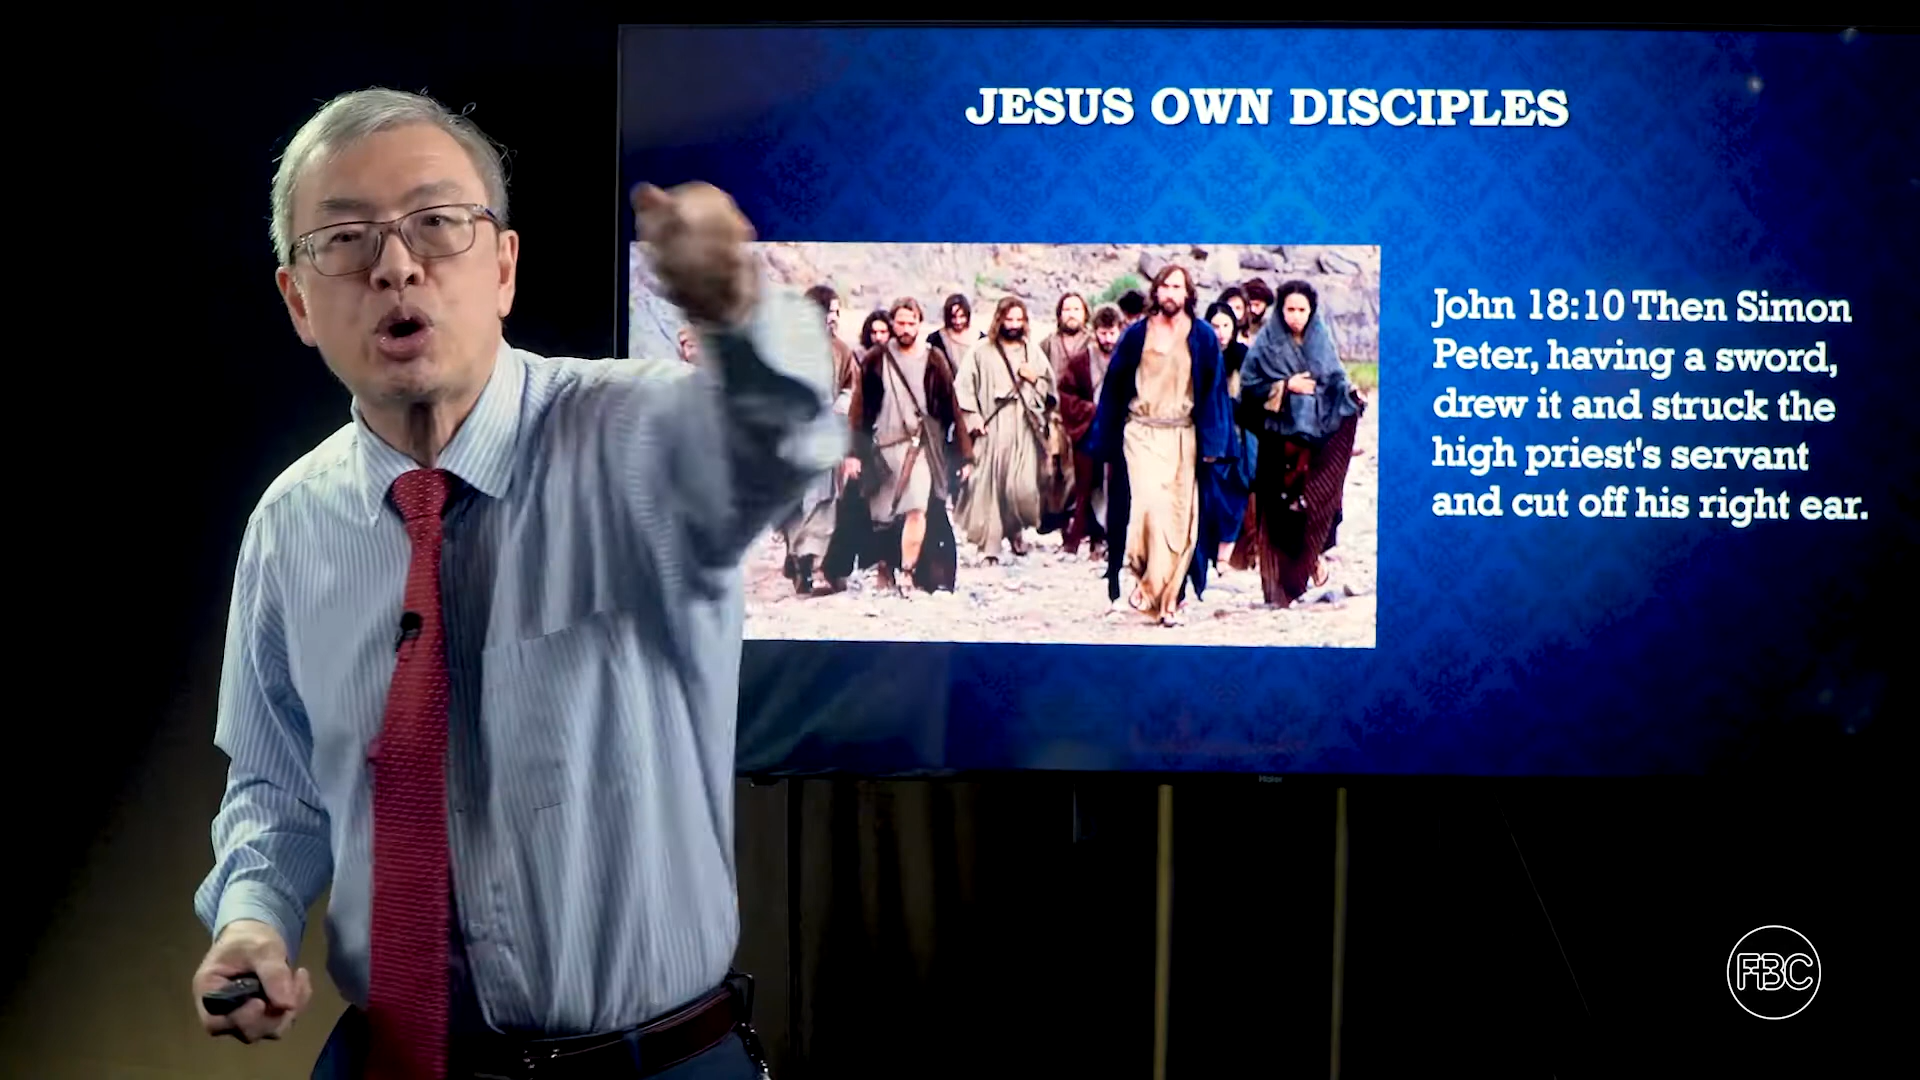 JESUS OWN DISCIPLES
John 18:10 Then Simon
Peter, having a sword,
drew it and struck the
high priest's servant
and cut off his right ear.
Haier
FBC